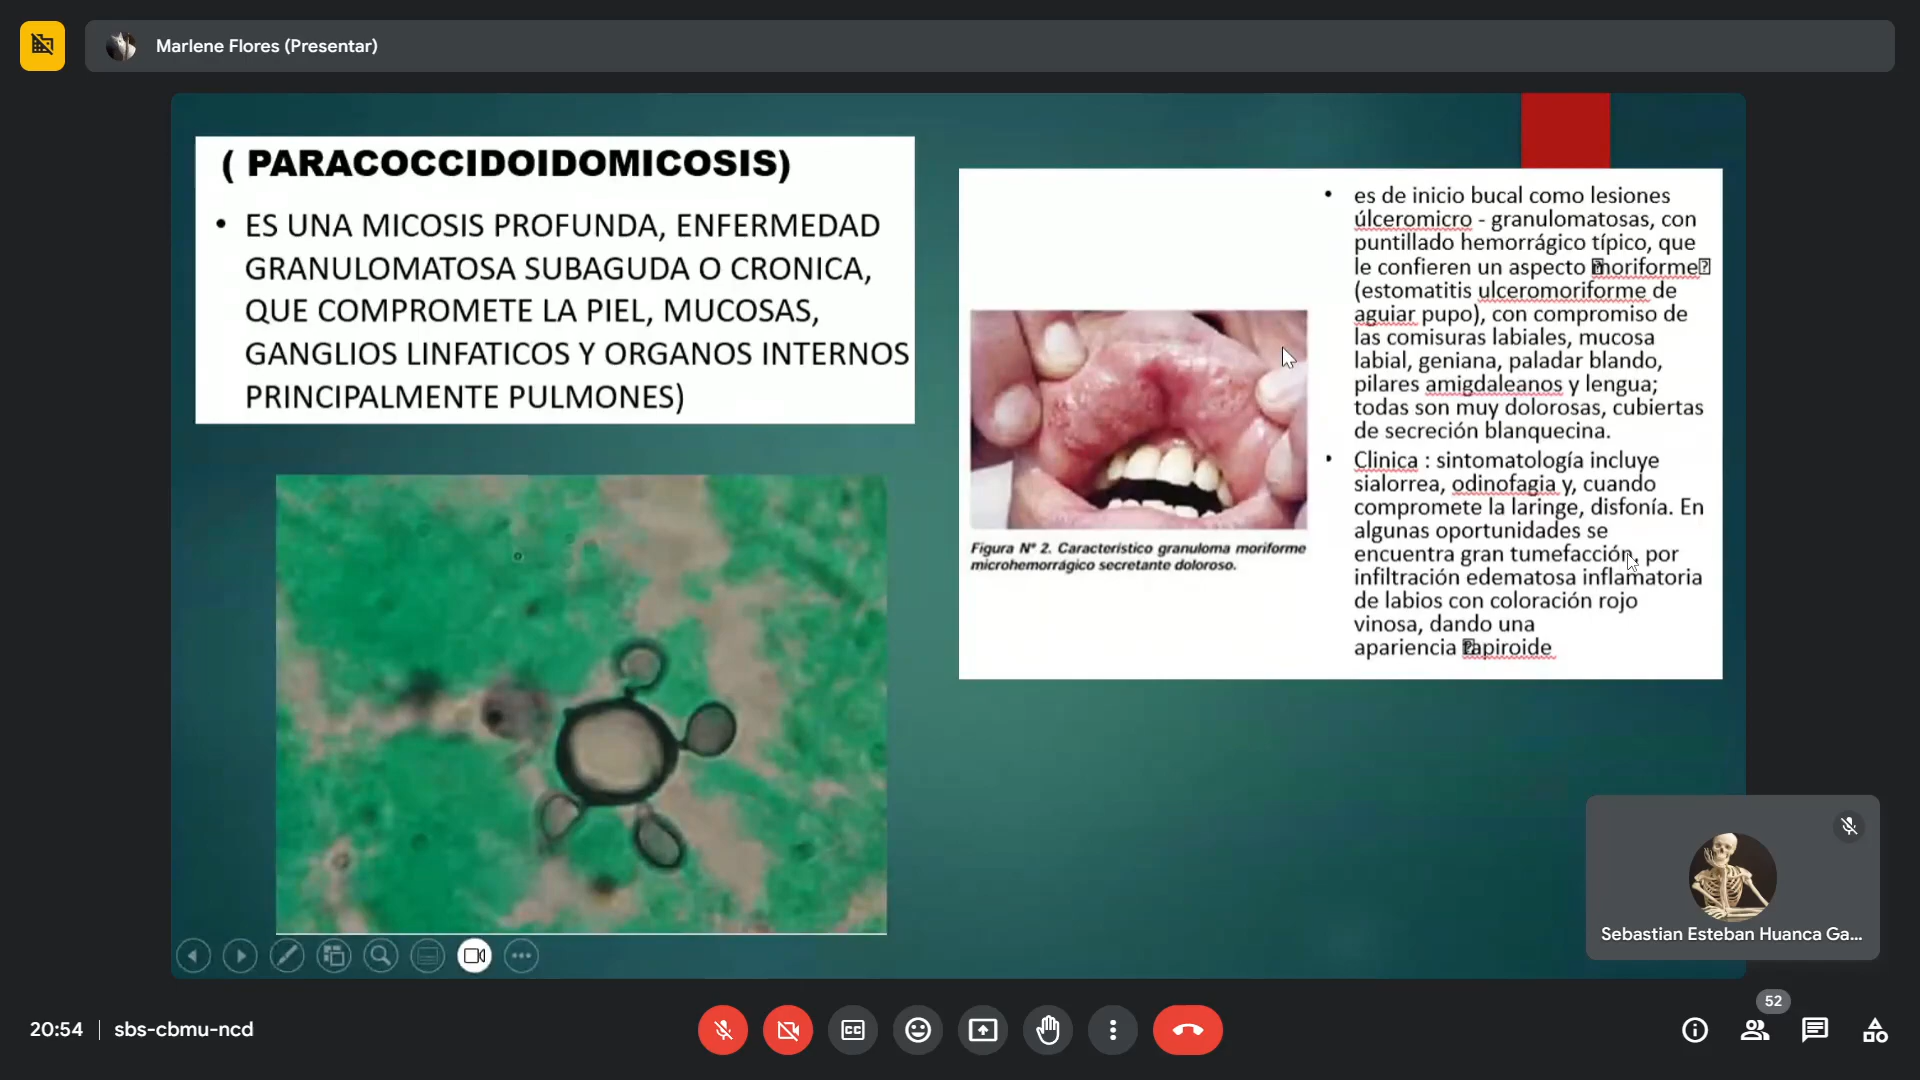 Marlene Flores (Presentar)
( PARACOCCIDOIDOMICOSIS)
• ES UNA MICOSIS PROFUNDA, ENFERMEDAD
GRANULOMATOSA SUBAGUDA O CRONICA,
QUE COMPROMETE LA PIEL, MUCOSAS,
GANGLIOS LINFATICOS Y ORGANOS INTERNOS
PRINCIPALMENTE PULMONES)
• es de inicio bucal como lesiones
úlceromicro - granulomatosas, con
puntillado hemorrágico típico, que
le confieren un aspecto moriforme
(estomatitis ulceromoriforme de
aguiar pupo), con compromiso de
las comisuras labiales, mucosa
labial, geniana, paladar blando,
pilares amigdaleanos y lengua;
todas son muy dolorosas, cubiertas
de secreción blanquecina.
• Clinica : sintomatología incluye
sialorrea, odinofagia y, cuando
compromete la laringe, disfonía. En
algunas oportunidades se
encuentra gran tumefacción, por
infiltración edematosa inflamatoria
de labios con coloración rojo
vinosa, dando una
apariencia tapiroide
Figura Nº 2. Característico granuloma moriforme
microhemorrágico secretante doloroso.
Sebastian Esteban Huanca Ga...
20:54 | sbs-cbmu-ncd
CC
52